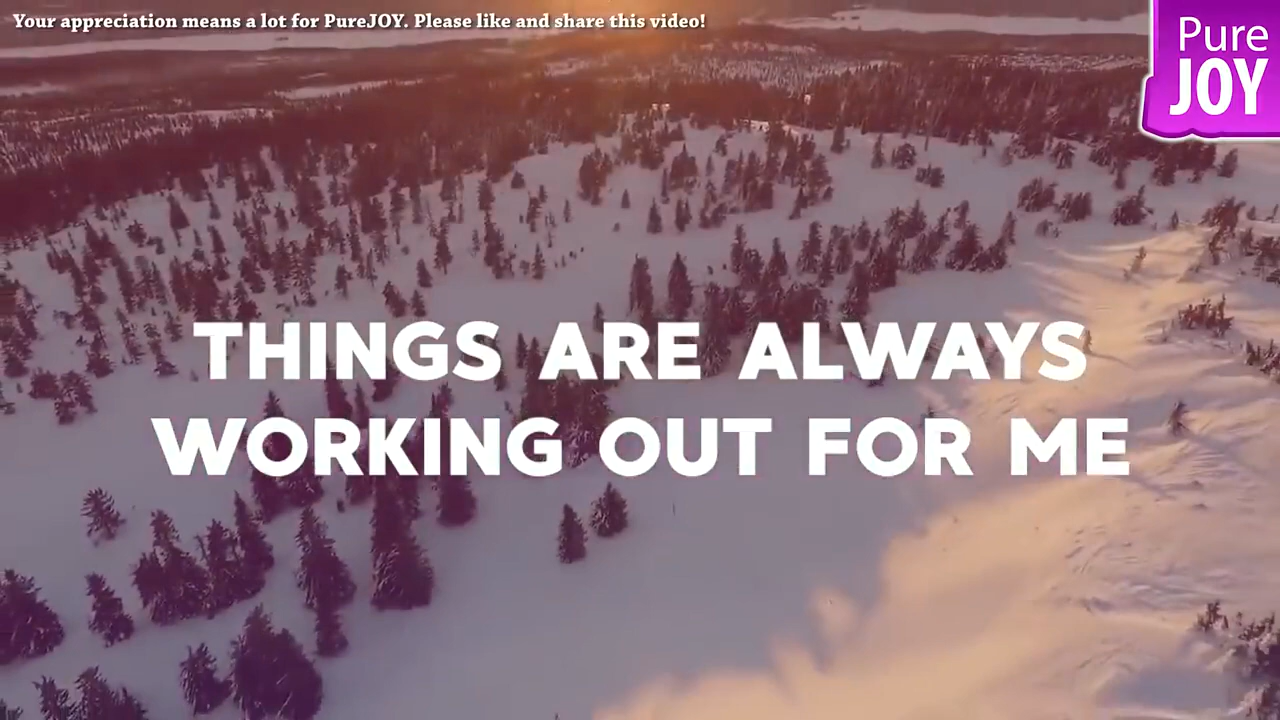 Your appreciation means a lot for PureJOY. Please like and share this video!
Pure
JOY
THINGS ARE ALWAYS
WORKING OUT FOR ME